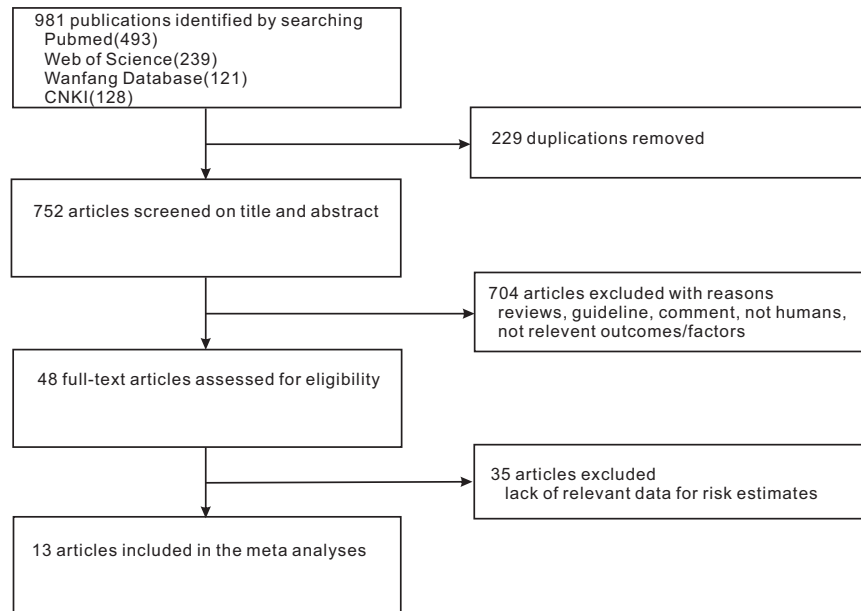 981 publications identified by searching
Pubmed(493)
Web of Science(239)
Wanfang Database(121)
CNKI(128)
229 duplications removed
752 articles screened on title and abstract
704 articles excluded with reasons
reviews, guideline, comment, not humans,
not relevent outcomes/factors
48 full-text articles assessed for eligibility
35 articles excluded
lack of relevant data for risk estimates
13 articles included in the meta analyses